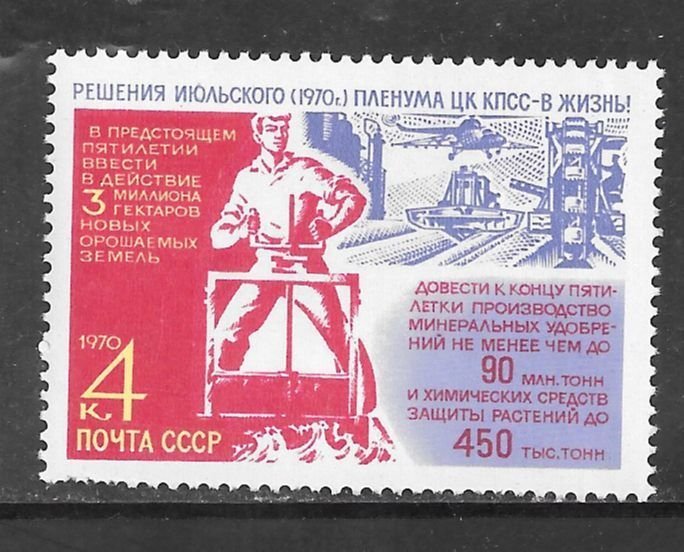 РЕШЕНИЯ ИЮЛЬСКОГО (1970г.) ПЛЕНУМА ЦК КПСС-В ЖИЗНЬ!
В ПРЕДСТОЯЩЕМ
ПЯТИЛЕТИИ
ВВЕСТИ
В ДЕЙСТВИЕ
3 МИЛЛИОНА
ГЕКТАРОВ
НОВЫХ
ОРОШАЕМЫХ
ЗЕМЕЛЬ
ДОВЕСТИ К КОНЦУ ПЯТИ-
ЛЕТКИ ПРОИЗВОДСТВО
МИНЕРАЛЬНЫХ УДОБРЕ-
НИЙ НЕ МЕНЕЕ ЧЕМ ДО
90 МЛН. ТОНН
И ХИМИЧЕСКИХ СРЕДСТВ
ЗАЩИТЫ РАСТЕНИЙ ДО
450 ТЫС. ТОНН
1970
4
К.
ПОЧТА СССР